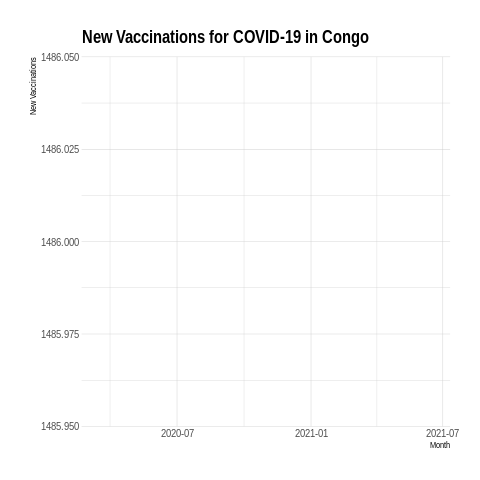 New Vaccinations for COVID-19 in Congo
New Vaccinations
1486.050
1486.025
1486.000
1485.975
1485.950
2020-07
2021-01
2021-07
Month